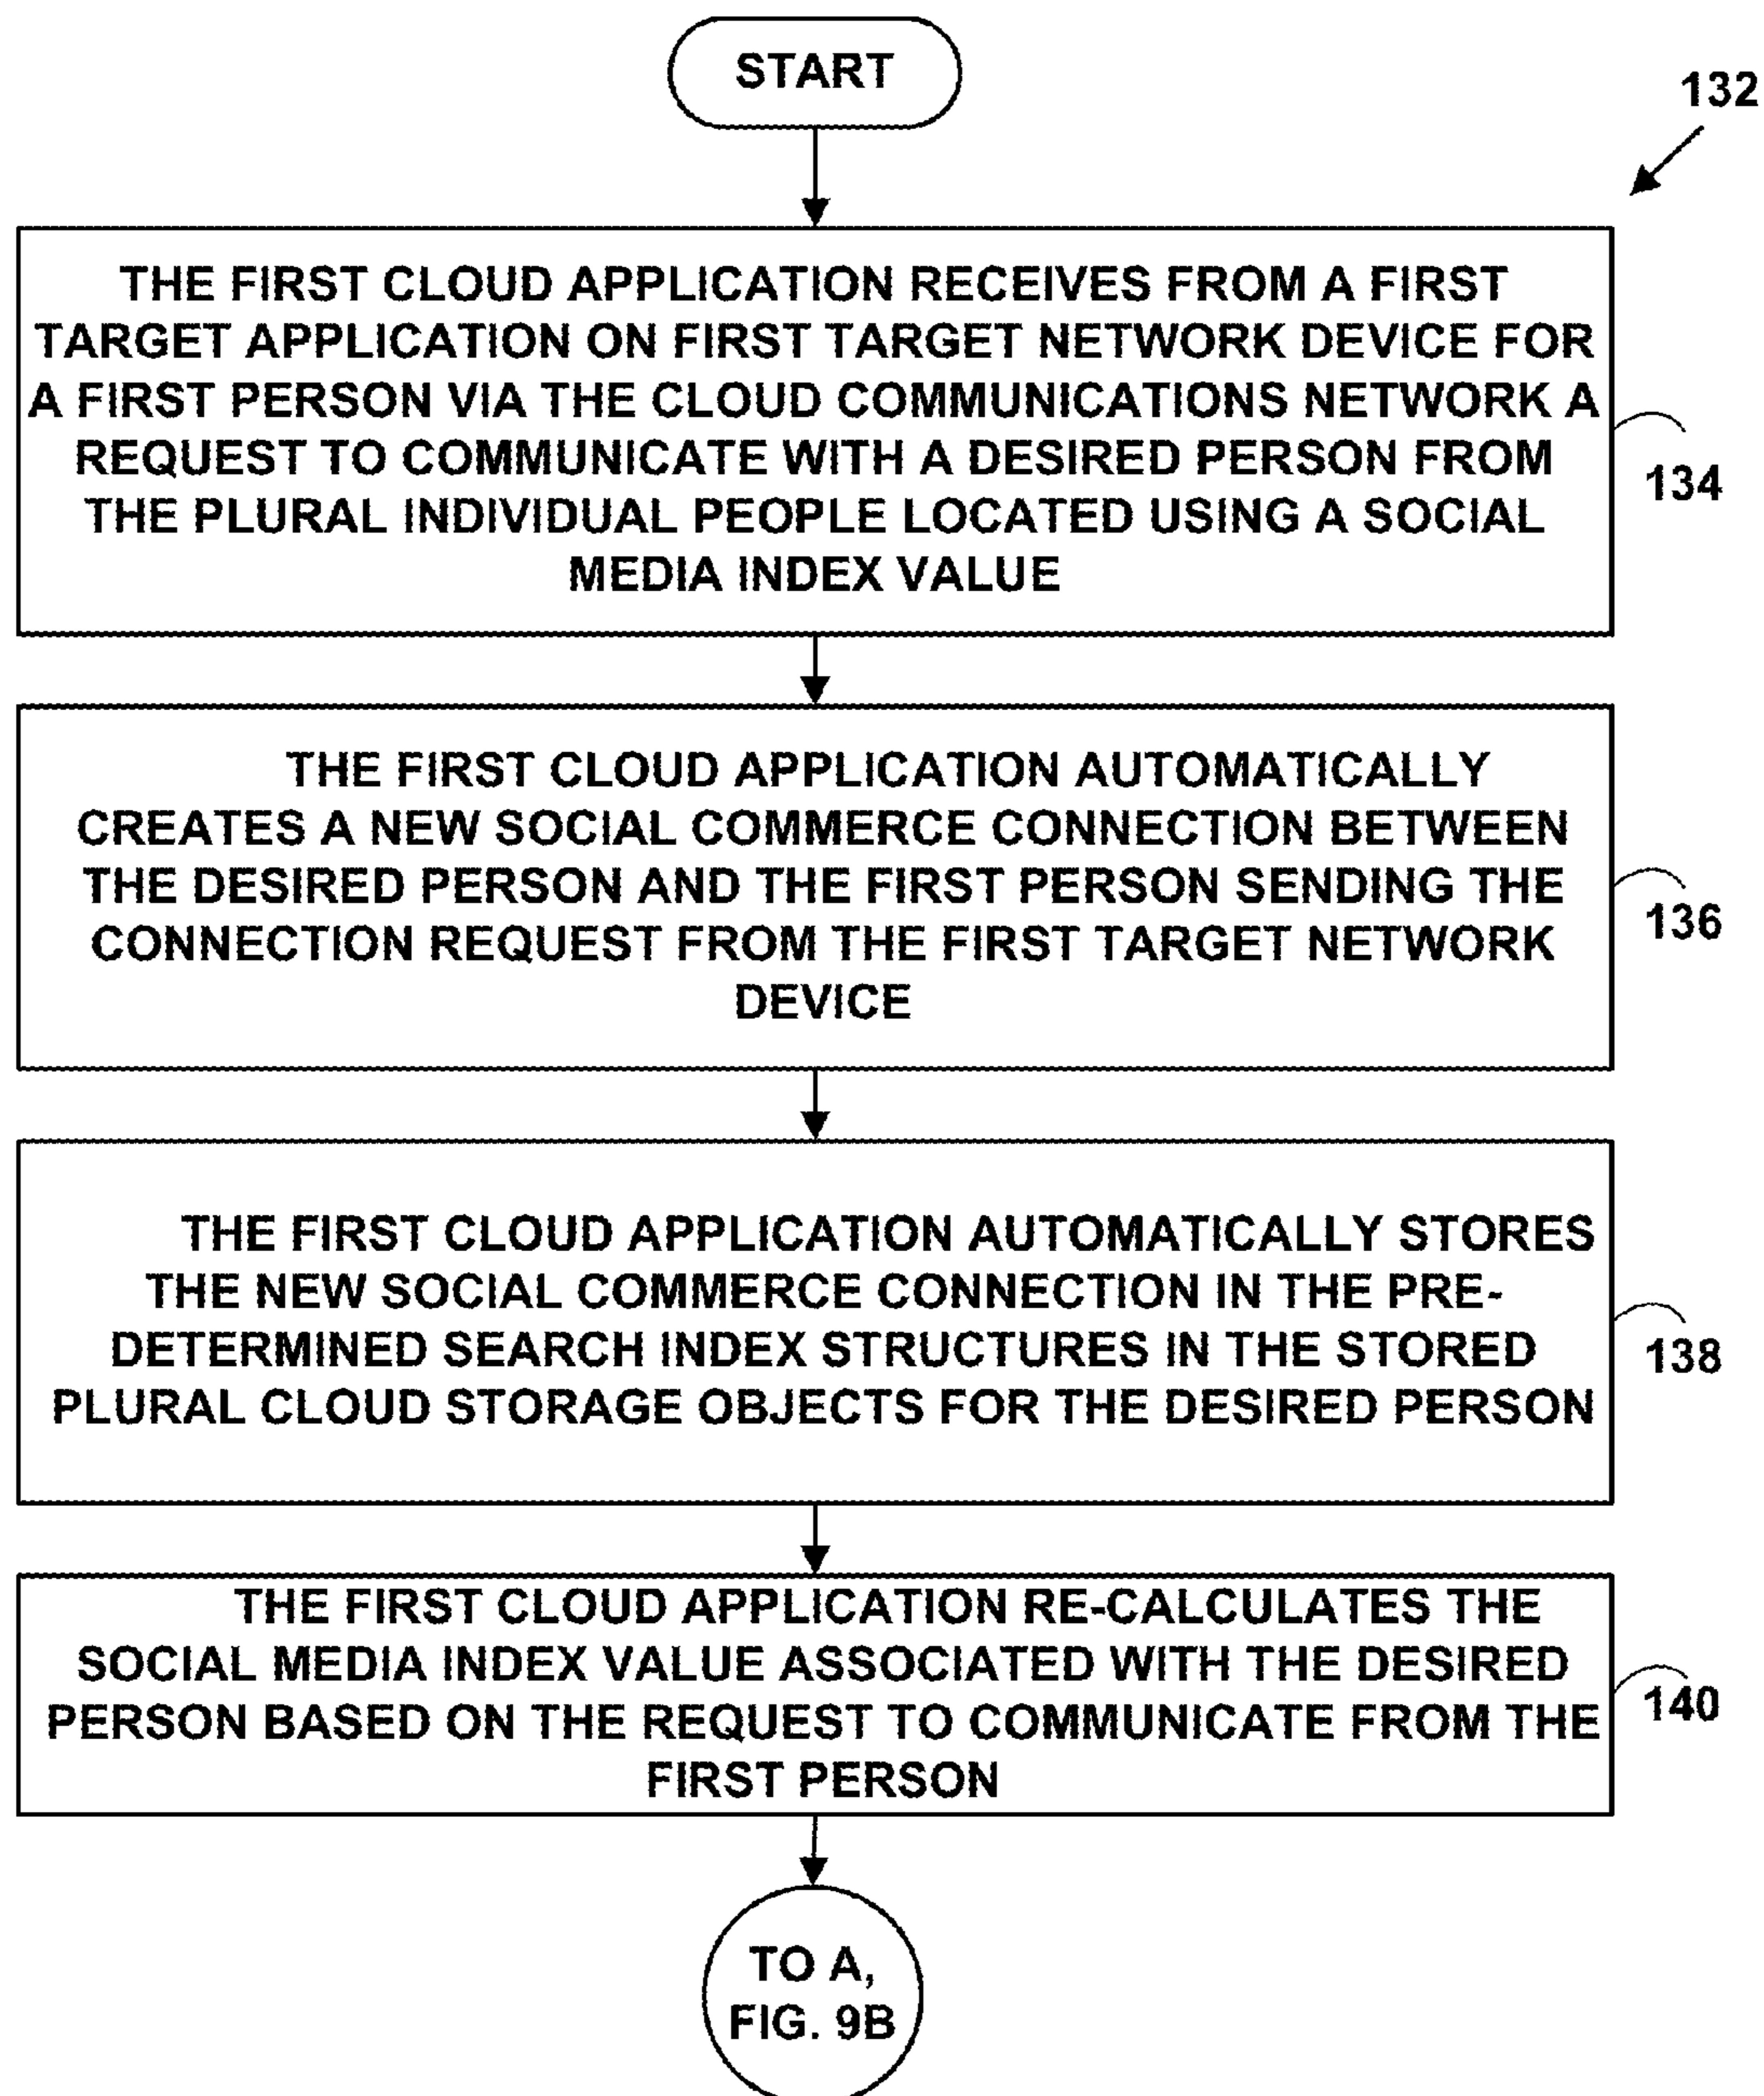 START
132
THE FIRST CLOUD APPLICATION RECEIVES FROM A FIRST
TARGET APPLICATION ON FIRST TARGET NETWORK DEVICE FOR
A FIRST PERSON VIA THE CLOUD COMMUNICATIONS NETWORK A
REQUEST TO COMMUNICATE WITH A DESIRED PERSON FROM
THE PLURAL INDIVIDUAL PEOPLE LOCATED USING A SOCIAL
MEDIA INDEX VALUE
134
THE FIRST CLOUD APPLICATION AUTOMATICALLY
CREATES A NEW SOCIAL COMMERCE CONNECTION BETWEEN
THE DESIRED PERSON AND THE FIRST PERSON SENDING THE
CONNECTION REQUEST FROM THE FIRST TARGET NETWORK
DEVICE
136
THE FIRST CLOUD APPLICATION AUTOMATICALLY STORES
THE NEW SOCIAL COMMERCE CONNECTION IN THE PRE-
DETERMINED SEARCH INDEX STRUCTURES IN THE STORED
PLURAL CLOUD STORAGE OBJECTS FOR THE DESIRED PERSON
138
THE FIRST CLOUD APPLICATION RE-CALCULATES THE
SOCIAL MEDIA INDEX VALUE ASSOCIATED WITH THE DESIRED
PERSON BASED ON THE REQUEST TO COMMUNICATE FROM THE
FIRST PERSON
140
TO A,
FIG. 9B